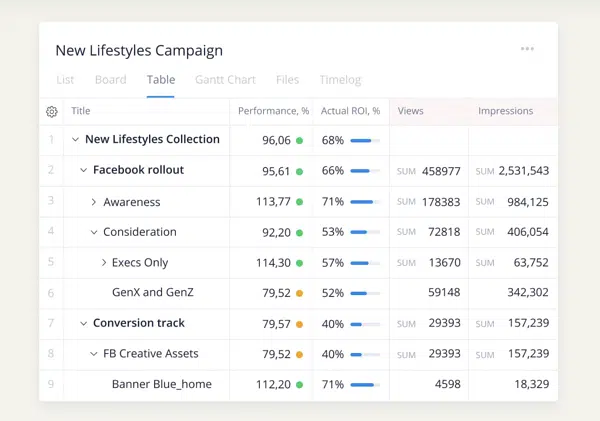 New Lifestyles Campaign
List Board Table Gantt Chart Files Timelog
Title Performance, % Actual ROI, % Views Impressions
1 New Lifestyles Collection 96,06 68%
2 Facebook rollout 95,61 66% SUM 458977 SUM 2,531,543
3 Awareness 113,77 71% SUM 178383 SUM 984,125
4 Consideration 92,20 53% SUM 72818 SUM 406,054
5 Execs Only 114,30 57% SUM 13670 SUM 63,752
6 GenX and GenZ 79,52 52% 59148 342,302
7 Conversion track 79,57 40% SUM 29393 SUM 157,239
8 FB Creative Assets 79,52 40% SUM 29393 SUM 157,239
9 Banner Blue_home 112,20 71% 4598 18,329